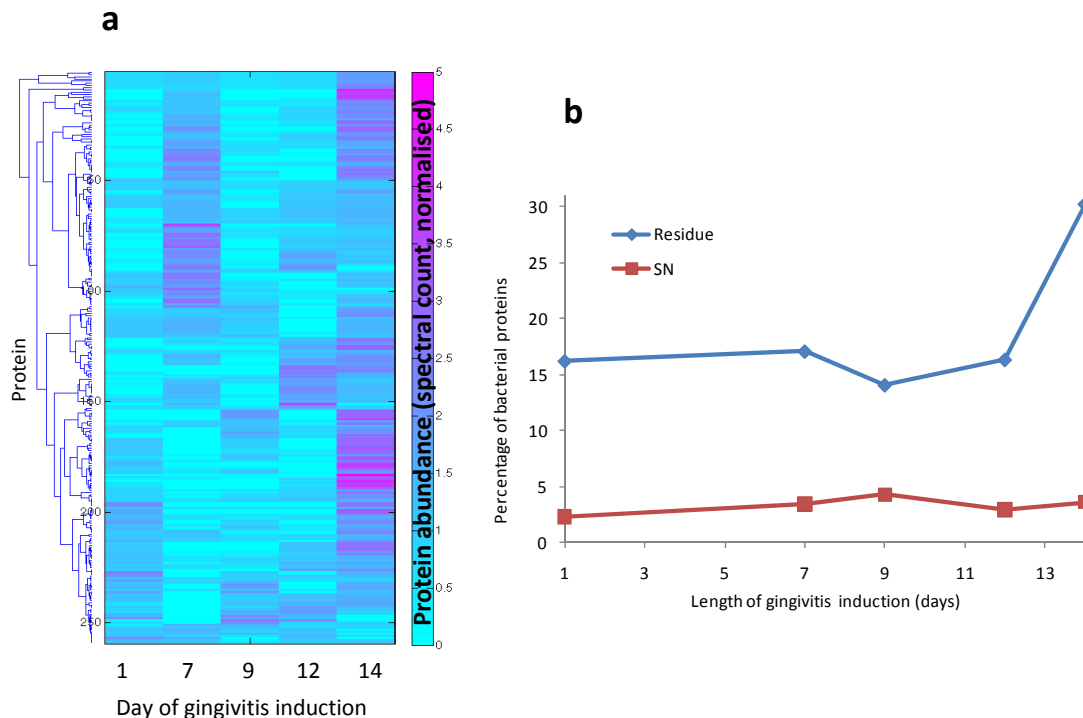 a
Protein
50
100
150
200
250
Protein abundance (spectral count, normalised)
5
4.5
4
3.5
3
2.5
2
1.5
1
0.5
0
1 7 9 12 14
Day of gingivitis induction
b
Percentage of bacterial proteins
30
25
20
15
10
5
0
Residue
SN
1 3 5 7 9 11 13
Length of gingivitis induction (days)